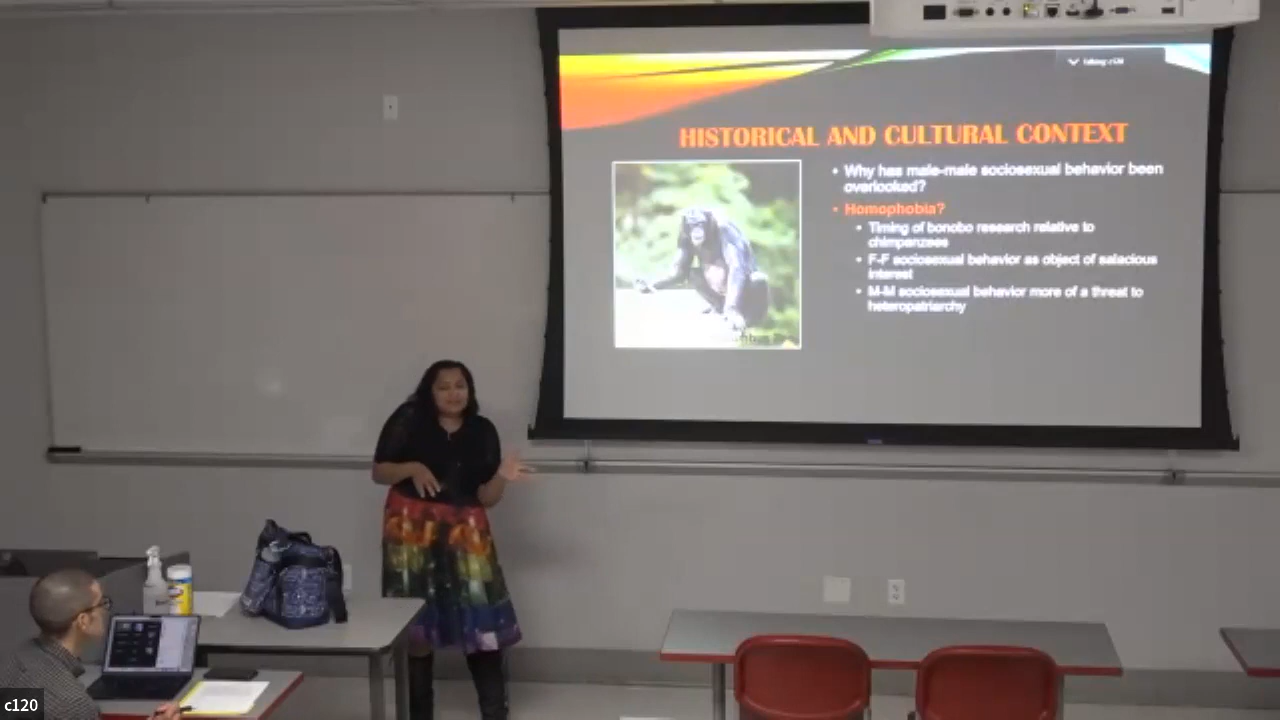 HISTORICAL AND CULTURAL CONTEXT
• Why has male-male sociosexual behavior been
overlooked?
• Homophobia?
• Timing of bonobo research relative to
chimpanzees
• F-F sociosexual behavior as object of salacious
interest
• M-M sociosexual behavior more of a threat to
heteropatriarchy
c120